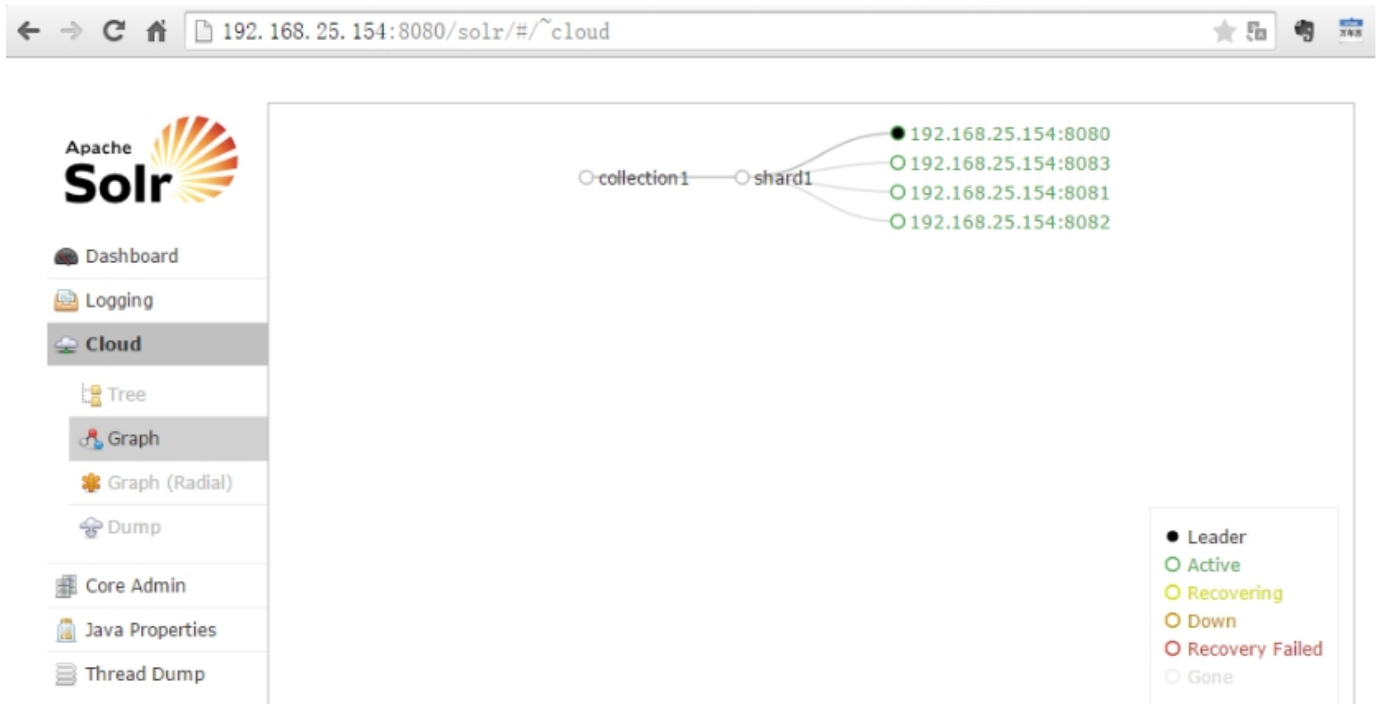 192.168.25.154:8080/solr/#/~cloud
Apache
Solr
Dashboard
Logging
Cloud
Tree
Graph
Graph (Radial)
Dump
Core Admin
Java Properties
Thread Dump
collection1
shard1
192.168.25.154:8080
192.168.25.154:8083
192.168.25.154:8081
192.168.25.154:8082
Leader
Active
Recovering
Down
Recovery Failed
Gone